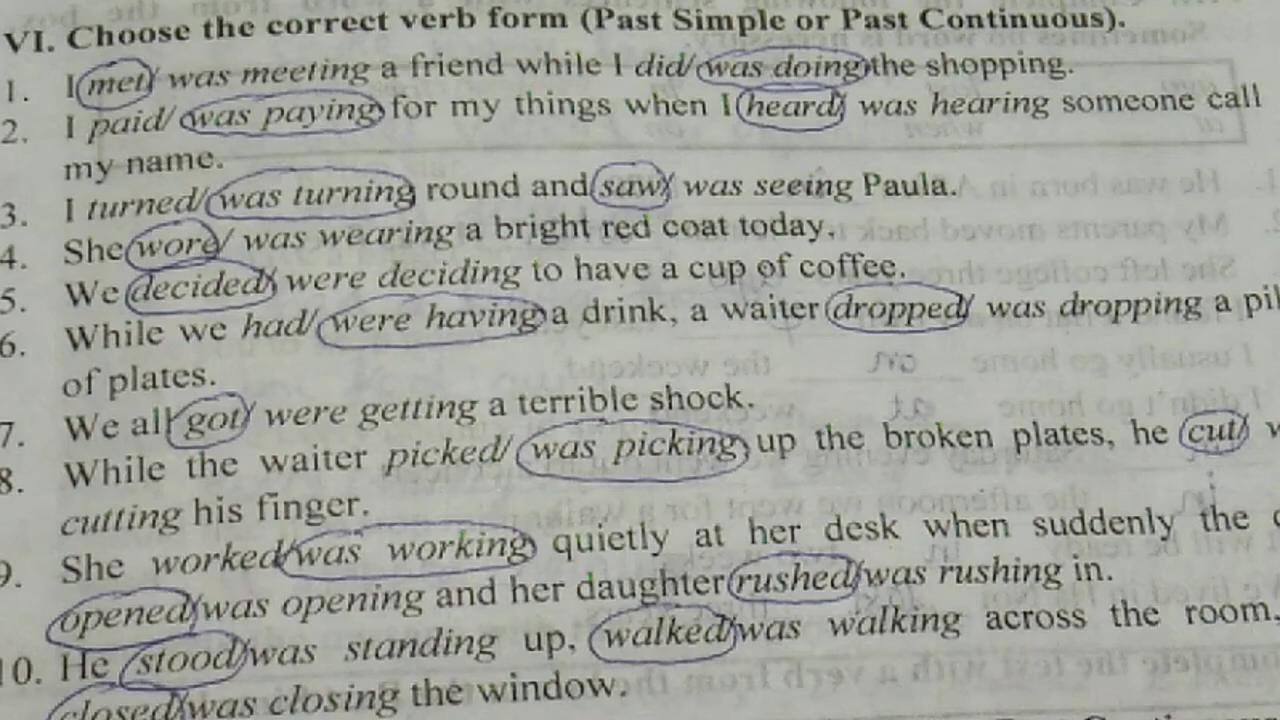 VI. Choose the correct verb form (Past Simple or Past Continuous).
1. I met/ was meeting a friend while I did/ was doing the shopping.
2. I paid/ was paying for my things when I heard/ was hearing someone call
my name.
3. I turned/ was turning round and saw/ was seeing Paula.
4. She wore/ was wearing a bright red coat today.
5. We decided/ were deciding to have a cup of coffee.
6. While we had/ were having a drink, a waiter dropped/ was dropping a
of plates.
7. We all got/ were getting a terrible shock.
8. While the waiter picked/ was picking up the broken plates, he cut/
cutting his finger.
9. She worked/was working quietly at her desk when suddenly the
opened/was opening and her daughter rushed/was rushing in.
10. He stood/was standing up, walked/was walking across the room,
closed/was closing the window.